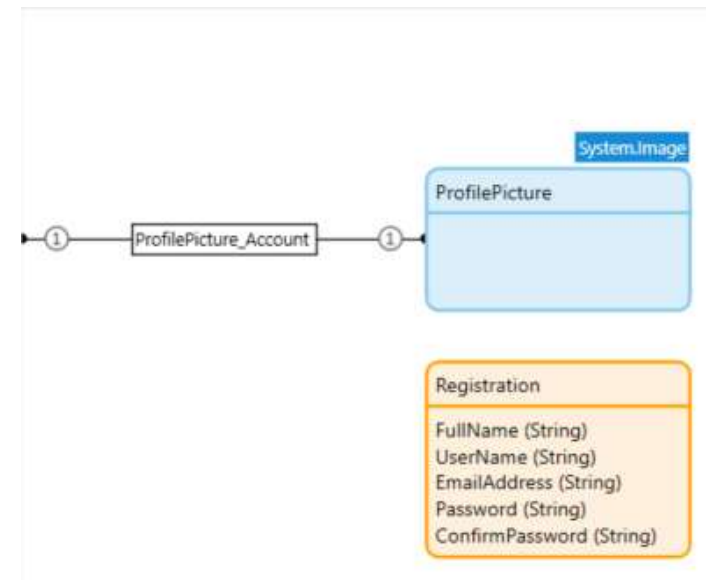 System.Image
ProfilePicture
1
ProfilePicture_Account
1
Registration
FullName (String)
UserName (String)
EmailAddress (String)
Password (String)
ConfirmPassword (String)